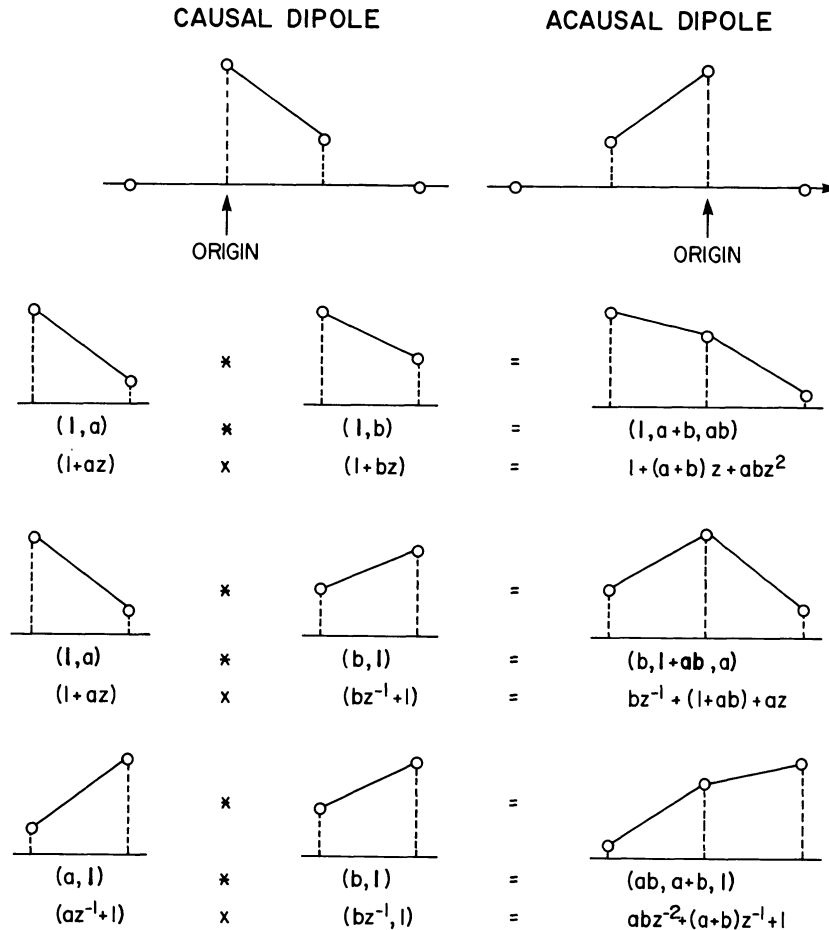 CAUSAL DIPOLE ACAUSAL DIPOLE
ORIGIN ORIGIN
* =
(1,a) * (1,b) = (1,a+b,ab)
(1+az) x (1+bz) = 1+(a+b)z+abz²
* =
(1,a) * (b,1) = (b,1+ab,a)
(1+az) x (bz⁻¹+1) = bz⁻¹+(1+ab)+az
* =
(a,1) * (b,1) = (ab,a+b,1)
(az⁻¹+1) x (bz⁻¹,1) = abz⁻²+(a+b)z⁻¹+1